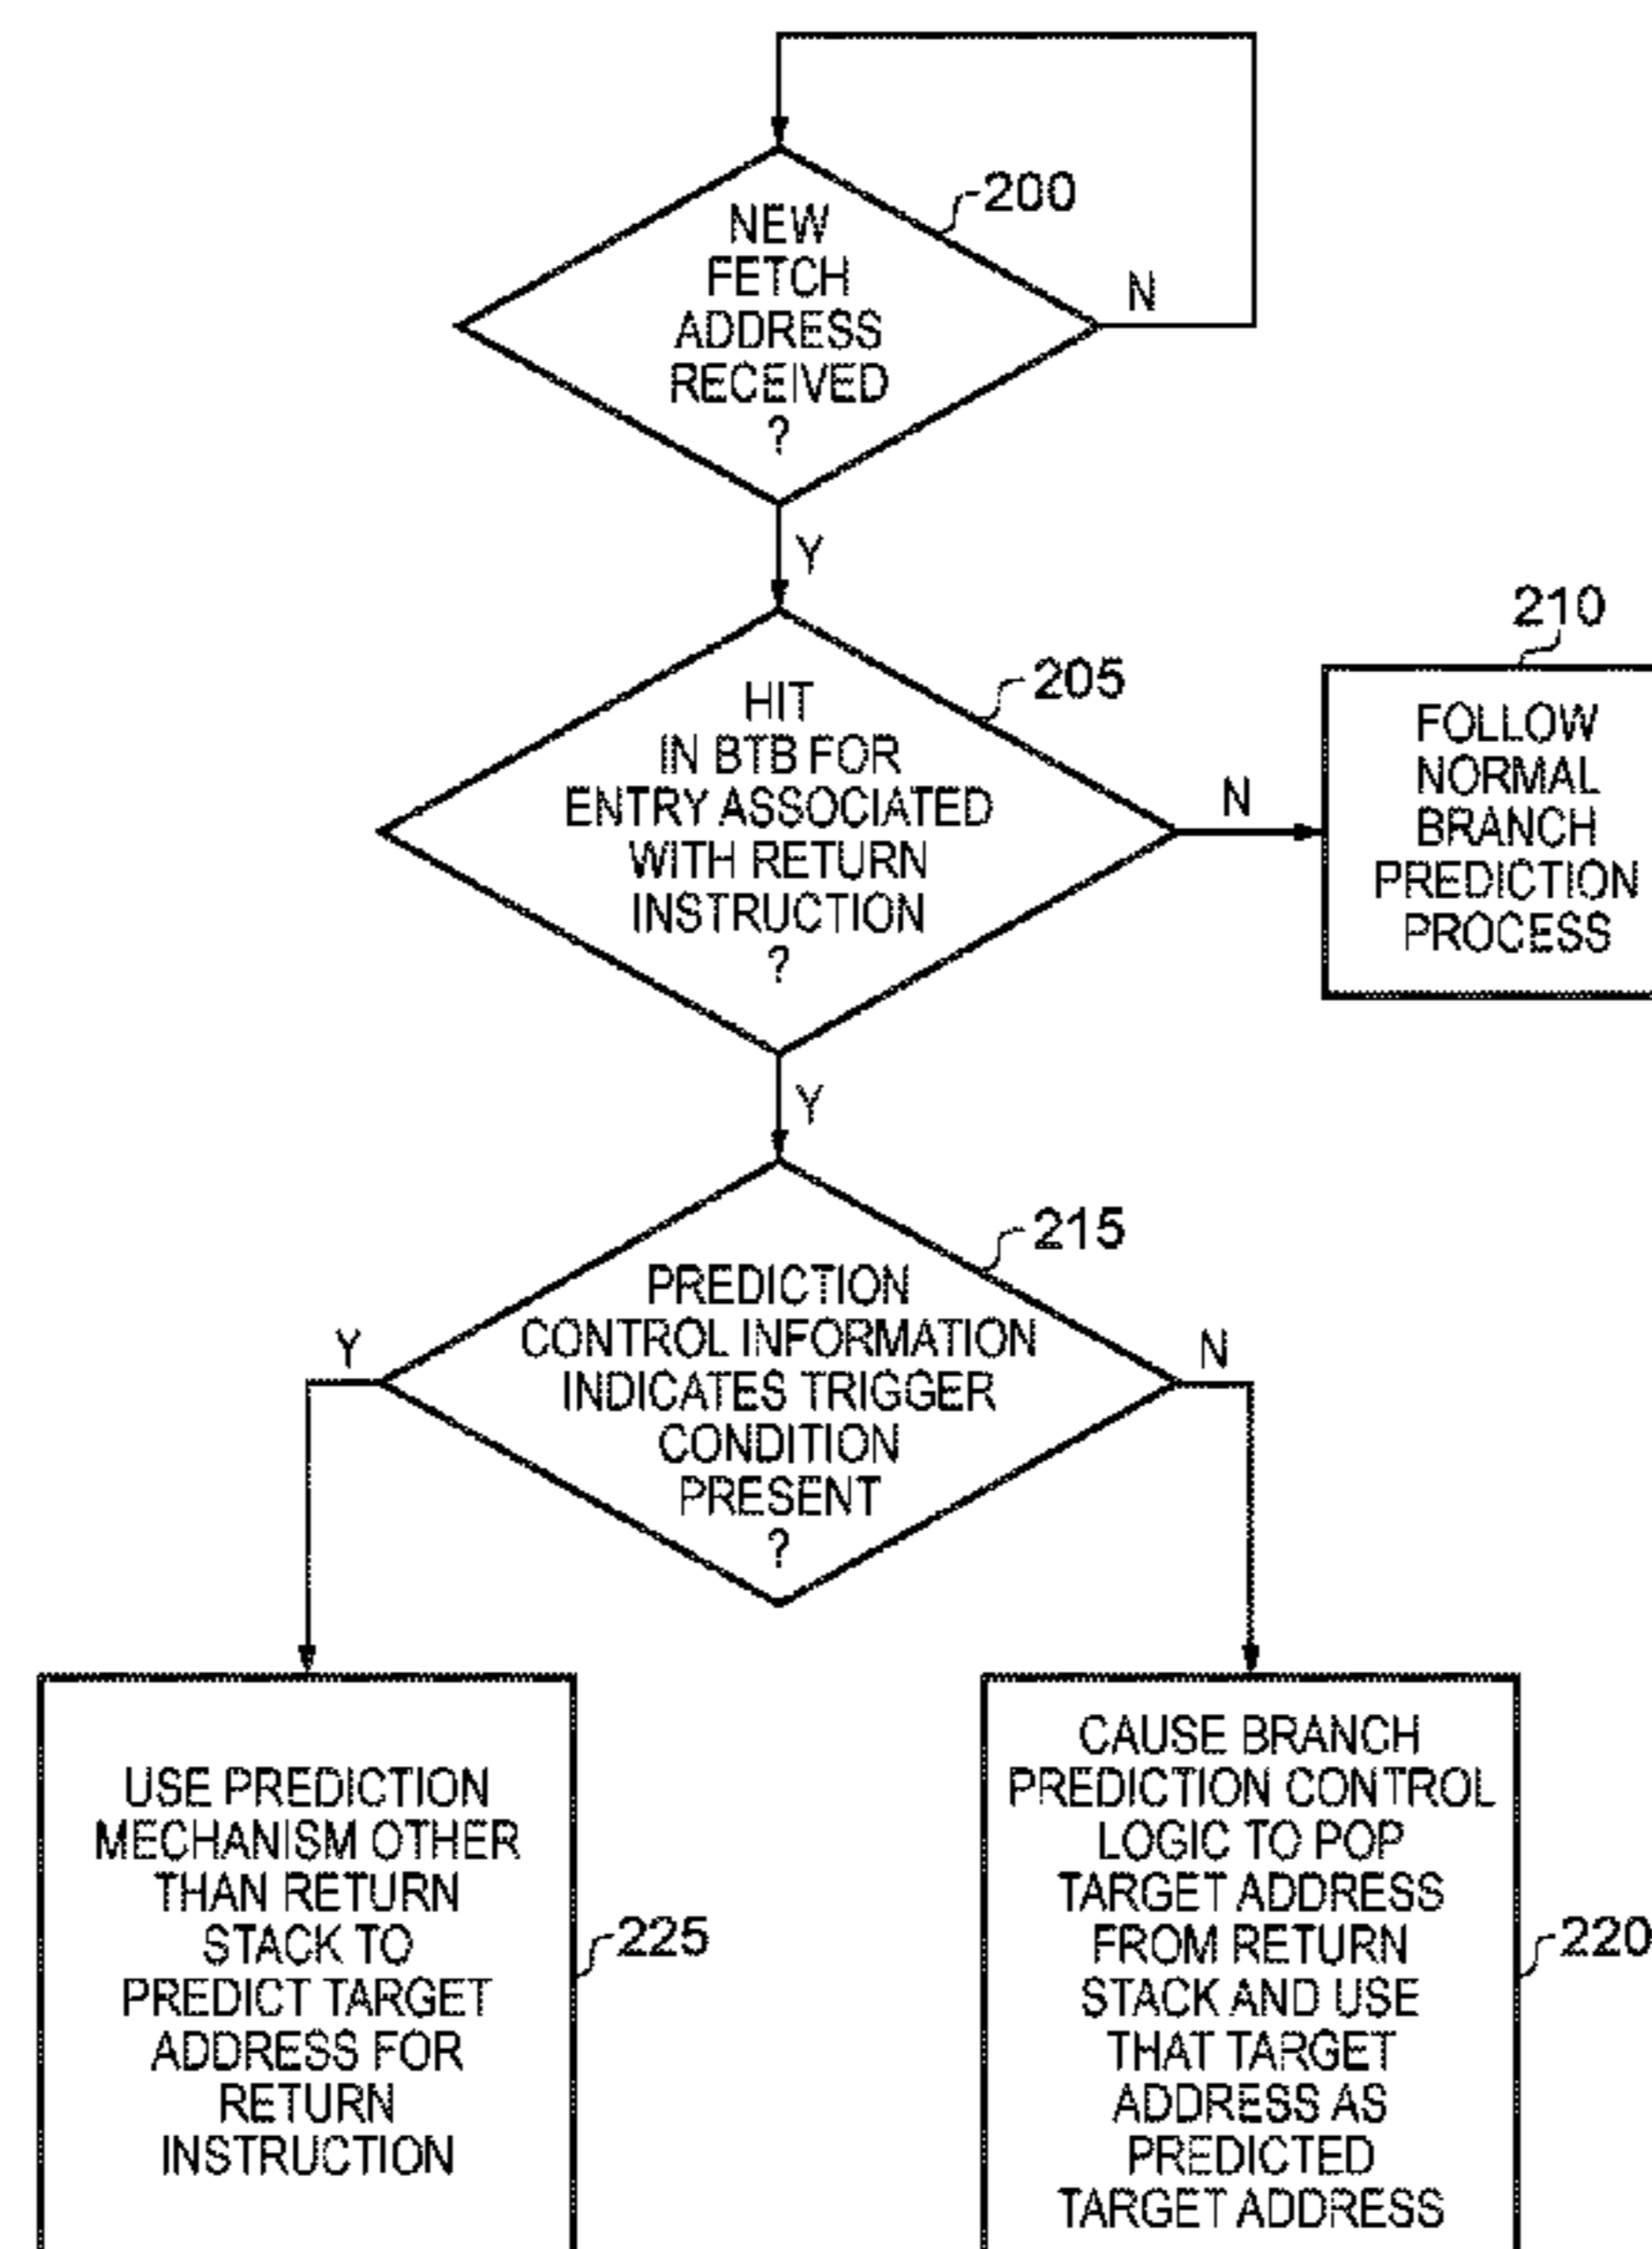 200
NEW
FETCH
ADDRESS
RECEIVED
?
N
Y
205
HIT
IN BTB FOR
ENTRY ASSOCIATED
WITH RETURN
INSTRUCTION
?
N
210
FOLLOW
NORMAL
BRANCH
PREDICTION
PROCESS
Y
215
PREDICTION
CONTROL INFORMATION
INDICATES TRIGGER
CONDITION
PRESENT
?
Y
N
USE PREDICTION
MECHANISM OTHER
THAN RETURN
STACK TO
PREDICT TARGET
ADDRESS FOR
RETURN
INSTRUCTION
225
CAUSE BRANCH
PREDICTION CONTROL
LOGIC TO POP
TARGET ADDRESS
FROM RETURN
STACK AND USE
THAT TARGET
ADDRESS AS
PREDICTED
TARGET ADDRESS
220